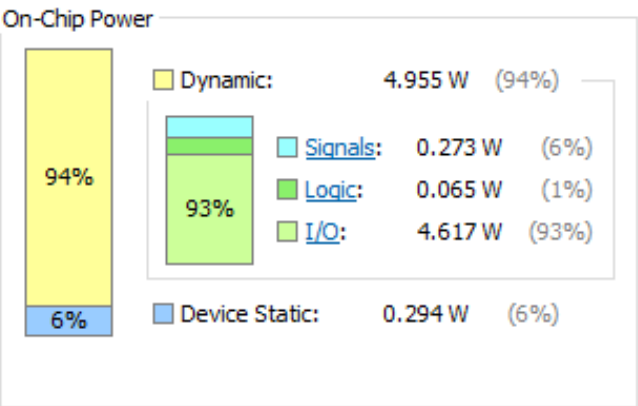 On-Chip Power
Dynamic: 4.955 W (94%)
94%
93%
Signals: 0.273 W (6%)
Logic: 0.065 W (1%)
I/O: 4.617 W (93%)
6%
Device Static: 0.294 W (6%)